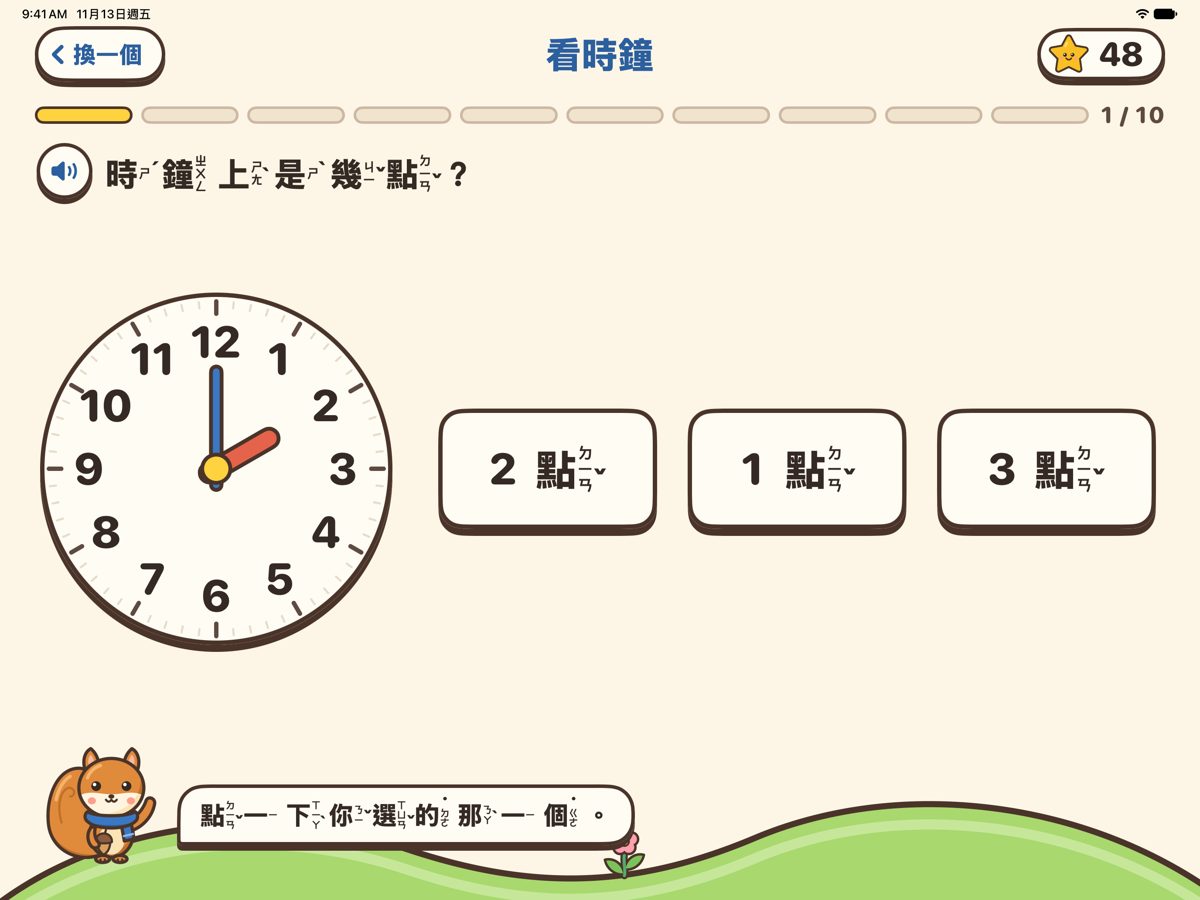 9:41 AM 11月13日週五
換一個
看時鐘
48
1 / 10
時ㄕˊ鐘ㄓㄨㄥ上ㄕㄤˋ是ㄕˋ幾ㄐㄧˇ點ㄉㄧㄢˇ?
12
11 1
10 2
9 3
8 4
7 5
6
2 點ㄉㄧㄢˇ
1 點ㄉㄧㄢˇ
3 點ㄉㄧㄢˇ
點ㄉㄧㄢˇ一ㄧ下ㄒㄧㄚˋ你ㄋㄧˇ選ㄒㄩㄢˇ的˙ㄉㄜ那ㄋㄚˋ一ㄧ個˙ㄍㄜ。